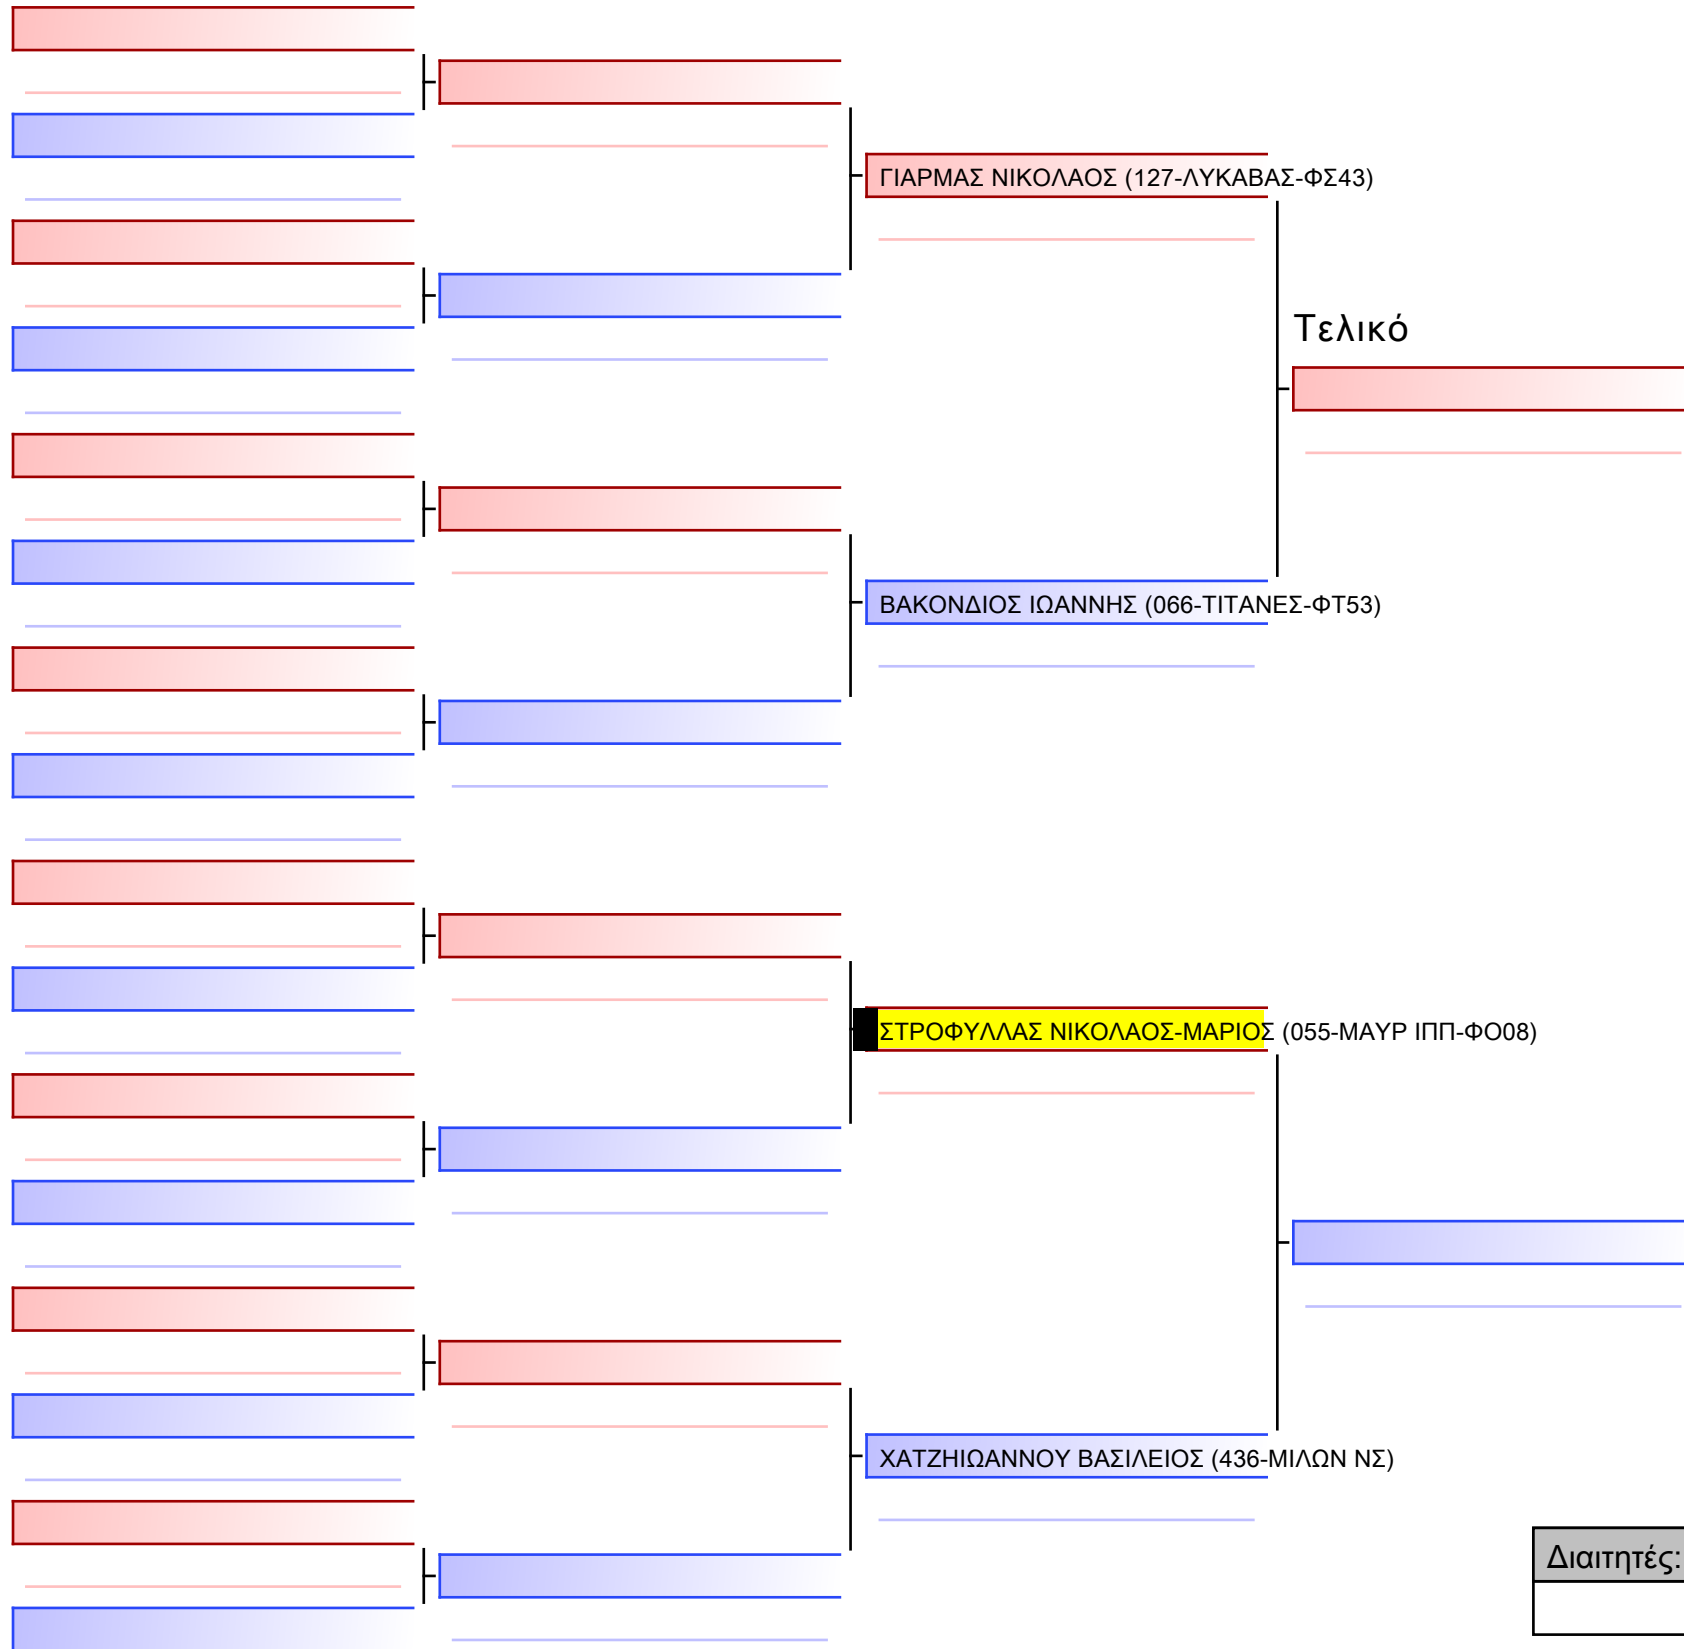 ΓΙΑΡΜΑΣ ΝΙΚΟΛΑΟΣ (127-ΛΥΚΑΒΑΣ-ΦΣ43)
Τελικό
ΒΑΚΟΝΔΙΟΣ ΙΩΑΝΝΗΣ (066-ΤΙΤΑΝΕΣ-ΦΤ53)
ΣΤΡΟΦΥΛΛΑΣ ΝΙΚΟΛΑΟΣ-ΜΑΡΙΟΣ (055-ΜΑΥΡ ΙΠΠ-ΦΟ08)
ΧΑΤΖΗΙΩΑΝΝΟΥ ΒΑΣΙΛΕΙΟΣ (436-ΜΙΛΩΝ ΝΣ)
Διαιτητές: